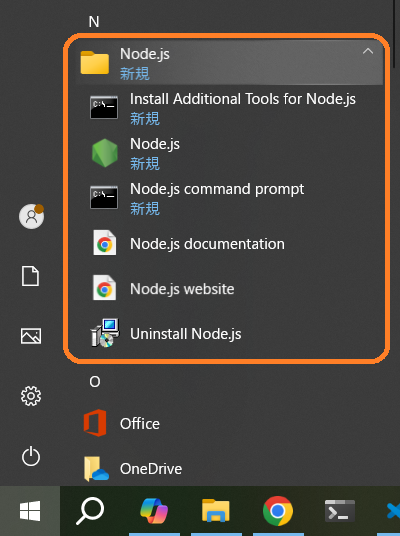 N
Node.js
新規
Install Additional Tools for Node.js
新規
Node.js
新規
Node.js command prompt
新規
Node.js documentation
Node.js website
Uninstall Node.js
O
Office
OneDrive